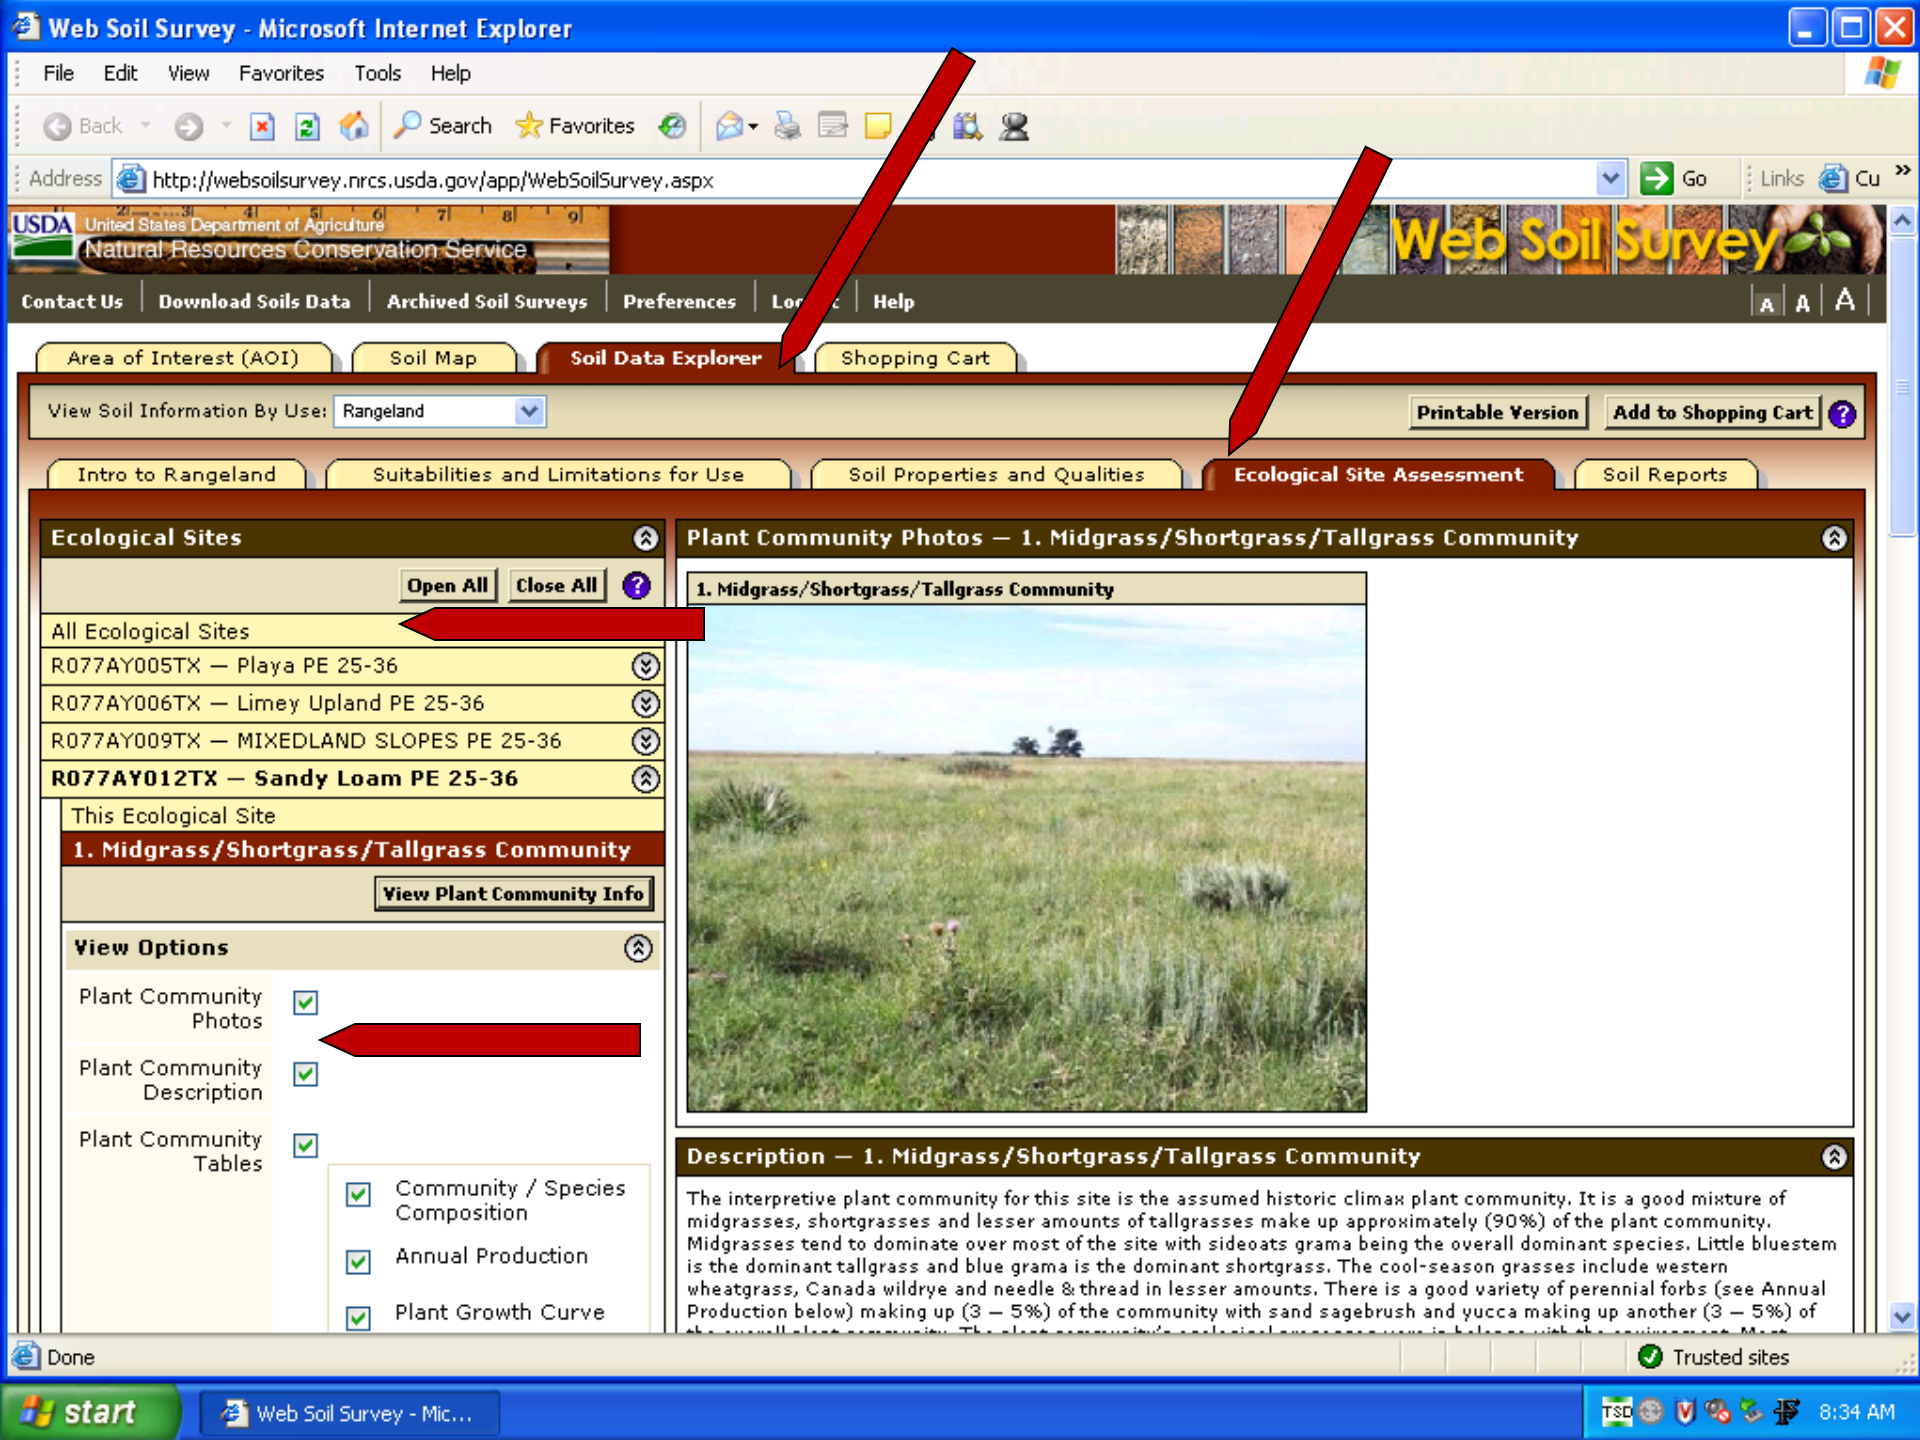 Web Soil Survey - Microsoft Internet Explorer
File Edit View Favorites Tools Help
Back Search Favorites
Address http://websoilsurvey.nrcs.usda.gov/app/WebSoilSurvey.aspx Go Links Cu
USDA United States Department of Agriculture
Natural Resources Conservation Service
Web Soil Survey
Contact Us Download Soils Data Archived Soil Surveys Preferences Help A A A
Area of Interest (AOI) Soil Map Soil Data Explorer Shopping Cart
View Soil Information By Use: Rangeland Printable Version Add to Shopping Cart ?
Intro to Rangeland Suitabilities and Limitations for Use Soil Properties and Qualities Ecological Site Assessment Soil Reports
Ecological Sites
Open All Close All ?
All Ecological Sites
R077AY005TX — Playa PE 25-36
R077AY006TX — Limey Upland PE 25-36
R077AY009TX — MIXEDLAND SLOPES PE 25-36
R077AY012TX — Sandy Loam PE 25-36
This Ecological Site
1. Midgrass/Shortgrass/Tallgrass Community
View Plant Community Info
View Options
Plant Community
Photos
Plant Community
Description
Plant Community
Tables
Community / Species
Composition
Annual Production
Plant Growth Curve
Plant Community Photos — 1. Midgrass/Shortgrass/Tallgrass Community
1. Midgrass/Shortgrass/Tallgrass Community
Description — 1. Midgrass/Shortgrass/Tallgrass Community
The interpretive plant community for this site is the assumed historic climax plant community. It is a good mixture of
midgrasses, shortgrasses and lesser amounts of tallgrasses make up approximately (90%) of the plant community.
Midgrasses tend to dominate over most of the site with sideoats grama being the overall dominant species. Little bluestem
is the dominant tallgrass and blue grama is the dominant shortgrass. The cool-season grasses include western
wheatgrass, Canada wildrye and needle & thread in lesser amounts. There is a good variety of perennial forbs (see Annual
Production below) making up (3 — 5%) of the community with sand sagebrush and yucca making up another (3 — 5%) of
Done Trusted sites
start Web Soil Survey - Mic... TSD 8:34 AM